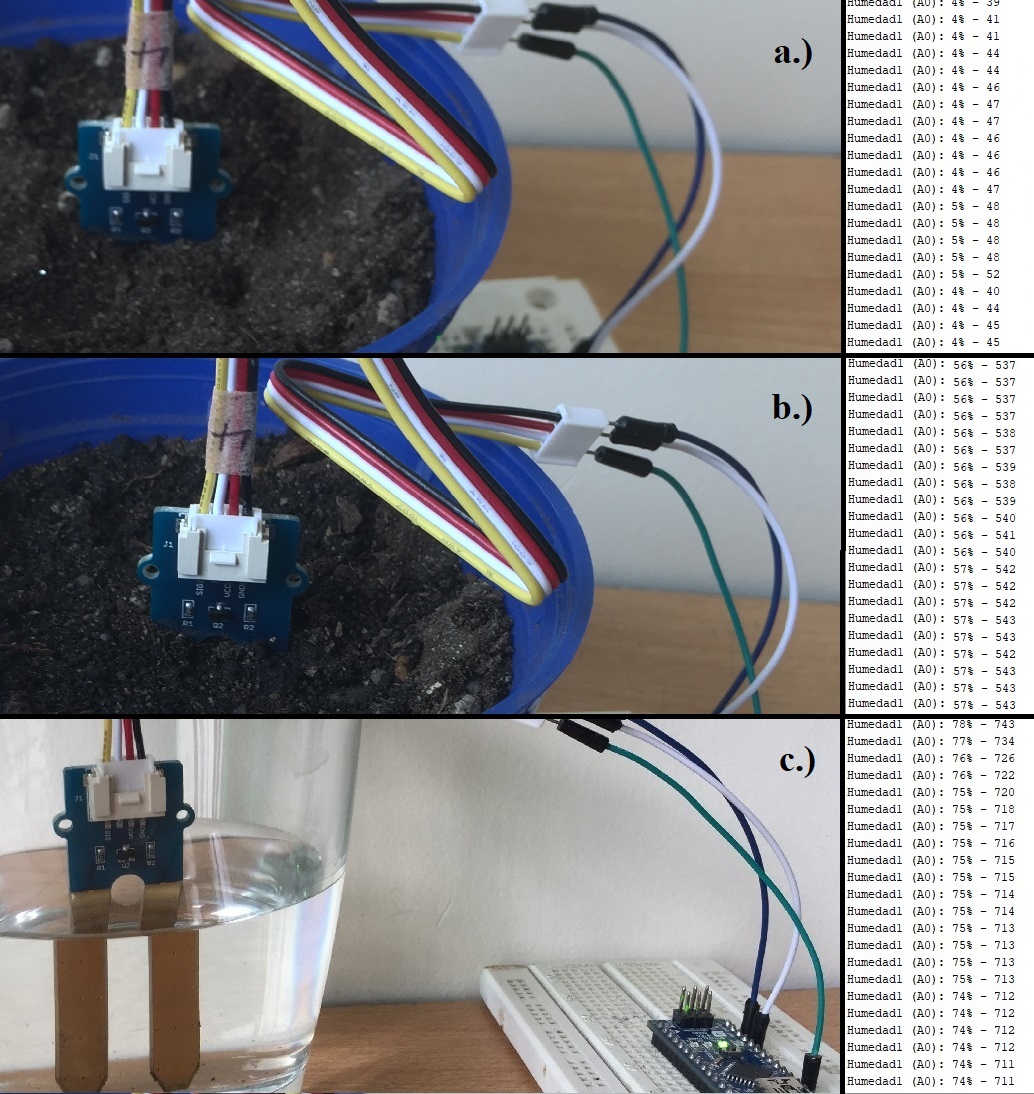 a.)
J1
R1
Q2
R2
Humedad1 (A0): 4% - 39
Humedad1 (A0): 4% - 41
Humedad1 (A0): 4% - 41
Humedad1 (A0): 4% - 44
Humedad1 (A0): 4% - 44
Humedad1 (A0): 4% - 46
Humedad1 (A0): 4% - 47
Humedad1 (A0): 4% - 47
Humedad1 (A0): 4% - 46
Humedad1 (A0): 4% - 46
Humedad1 (A0): 4% - 46
Humedad1 (A0): 4% - 47
Humedad1 (A0): 5% - 48
Humedad1 (A0): 5% - 48
Humedad1 (A0): 5% - 48
Humedad1 (A0): 5% - 48
Humedad1 (A0): 5% - 52
Humedad1 (A0): 4% - 40
Humedad1 (A0): 4% - 44
Humedad1 (A0): 4% - 45
Humedad1 (A0): 4% - 45
b.)
J1
SIG
VCC
GND
R1
Q2
R2
Humedad1 (A0): 56% - 537
Humedad1 (A0): 56% - 537
Humedad1 (A0): 56% - 537
Humedad1 (A0): 56% - 537
Humedad1 (A0): 56% - 538
Humedad1 (A0): 56% - 537
Humedad1 (A0): 56% - 539
Humedad1 (A0): 56% - 538
Humedad1 (A0): 56% - 539
Humedad1 (A0): 56% - 540
Humedad1 (A0): 56% - 541
Humedad1 (A0): 56% - 540
Humedad1 (A0): 57% - 542
Humedad1 (A0): 57% - 542
Humedad1 (A0): 57% - 542
Humedad1 (A0): 57% - 543
Humedad1 (A0): 57% - 543
Humedad1 (A0): 57% - 542
Humedad1 (A0): 57% - 543
Humedad1 (A0): 57% - 543
Humedad1 (A0): 57% - 543
c.)
J1
R1
Q2
R2
Humedad1 (A0): 78% - 743
Humedad1 (A0): 77% - 734
Humedad1 (A0): 76% - 726
Humedad1 (A0): 76% - 722
Humedad1 (A0): 75% - 720
Humedad1 (A0): 75% - 718
Humedad1 (A0): 75% - 717
Humedad1 (A0): 75% - 716
Humedad1 (A0): 75% - 715
Humedad1 (A0): 75% - 715
Humedad1 (A0): 75% - 714
Humedad1 (A0): 75% - 714
Humedad1 (A0): 75% - 713
Humedad1 (A0): 75% - 713
Humedad1 (A0): 75% - 713
Humedad1 (A0): 75% - 713
Humedad1 (A0): 74% - 712
Humedad1 (A0): 74% - 712
Humedad1 (A0): 74% - 712
Humedad1 (A0): 74% - 711
Humedad1 (A0): 74% - 711